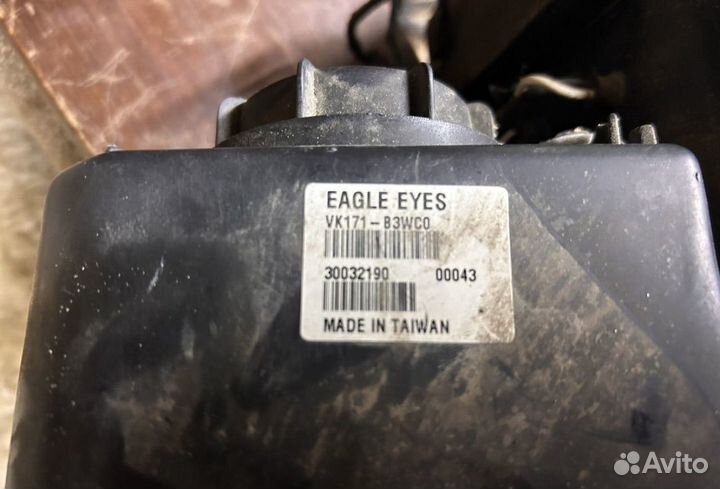 EAGLE EYES
VK171-B3WC0
30032190 00043
MADE IN TAIWAN
Avito